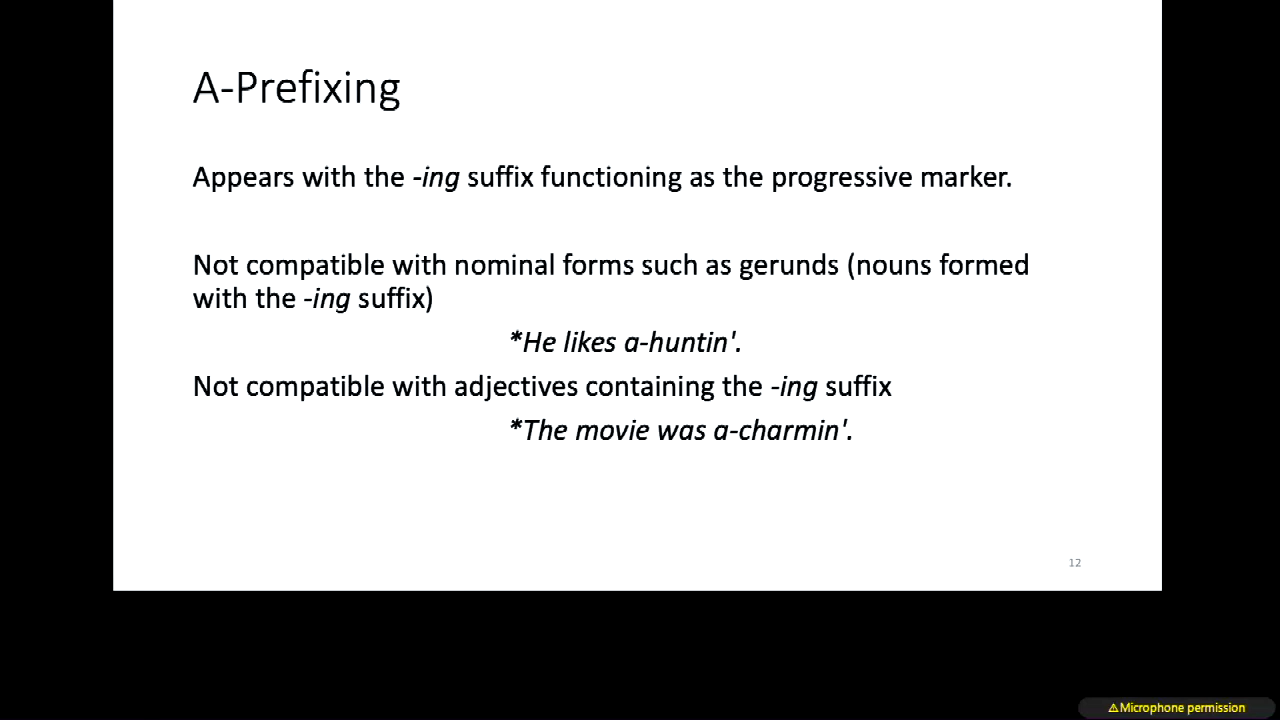 A-Prefixing
Appears with the -ing suffix functioning as the progressive marker.
Not compatible with nominal forms such as gerunds (nouns formed
with the -ing suffix)
*He likes a-huntin'.
Not compatible with adjectives containing the -ing suffix
*The movie was a-charmin'.
12
⚠Microphone permission